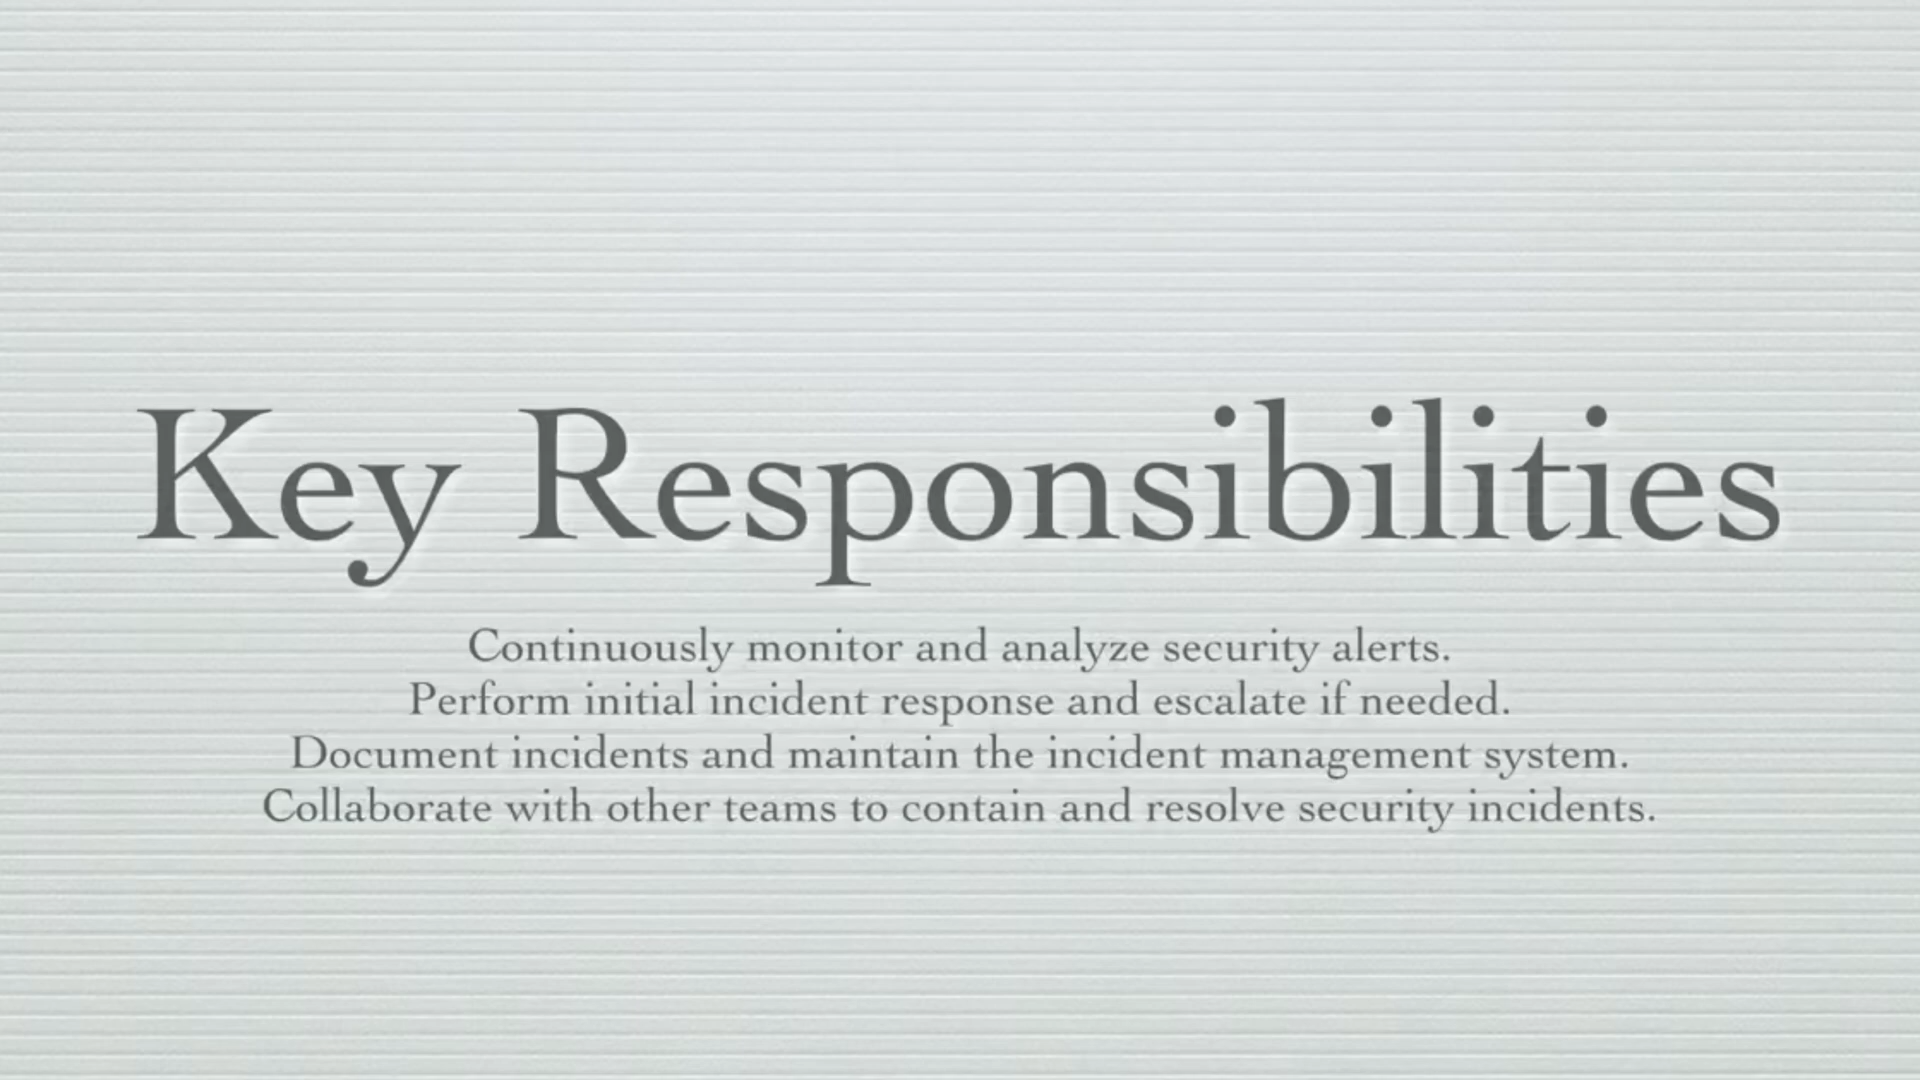 Key Responsibilities
Continuously monitor and analyze security alerts.
Perform initial incident response and escalate if needed.
Document incidents and maintain the incident management system.
Collaborate with other teams to contain and resolve security incidents.